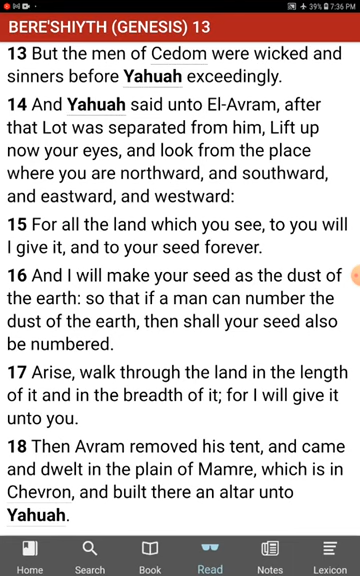 39% 7:36 PM
BERE'SHIYTH (GENESIS) 13
13 But the men of Cedom were wicked and
sinners before Yahuah exceedingly.
14 And Yahuah said unto El-Avram, after
that Lot was separated from him, Lift up
now your eyes, and look from the place
where you are northward, and southward,
and eastward, and westward:
15 For all the land which you see, to you will
I give it, and to your seed forever.
16 And I will make your seed as the dust of
the earth: so that if a man can number the
dust of the earth, then shall your seed also
be numbered.
17 Arise, walk through the land in the length
of it and in the breadth of it; for I will give it
unto you.
18 Then Avram removed his tent, and came
and dwelt in the plain of Mamre, which is in
Chevron, and built there an altar unto
Yahuah.
Home Search Book Read Notes Lexicon